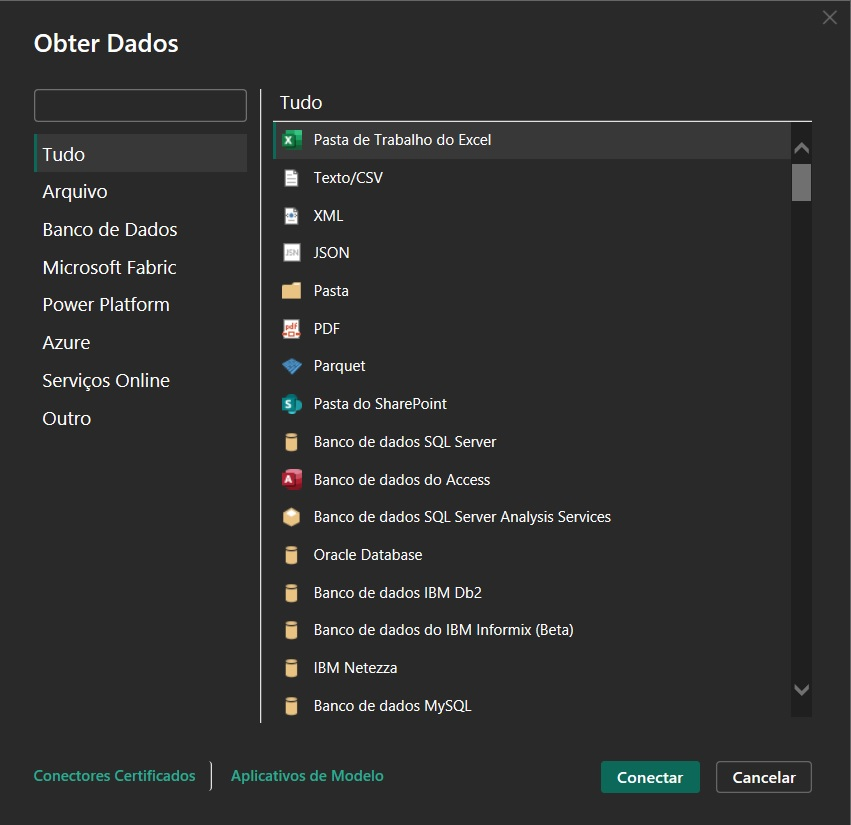 Obter Dados
Tudo
Arquivo
Banco de Dados
Microsoft Fabric
Power Platform
Azure
Serviços Online
Outro
Tudo
Pasta de Trabalho do Excel
Texto/CSV
XML
JSN JSON
Pasta
pdf PDF
Parquet
S Pasta do SharePoint
Banco de dados SQL Server
A Banco de dados do Access
Banco de dados SQL Server Analysis Services
Oracle Database
Banco de dados IBM Db2
Banco de dados do IBM Informix (Beta)
IBM Netezza
Banco de dados MySQL
Conectores Certificados
Aplicativos de Modelo
Conectar
Cancelar